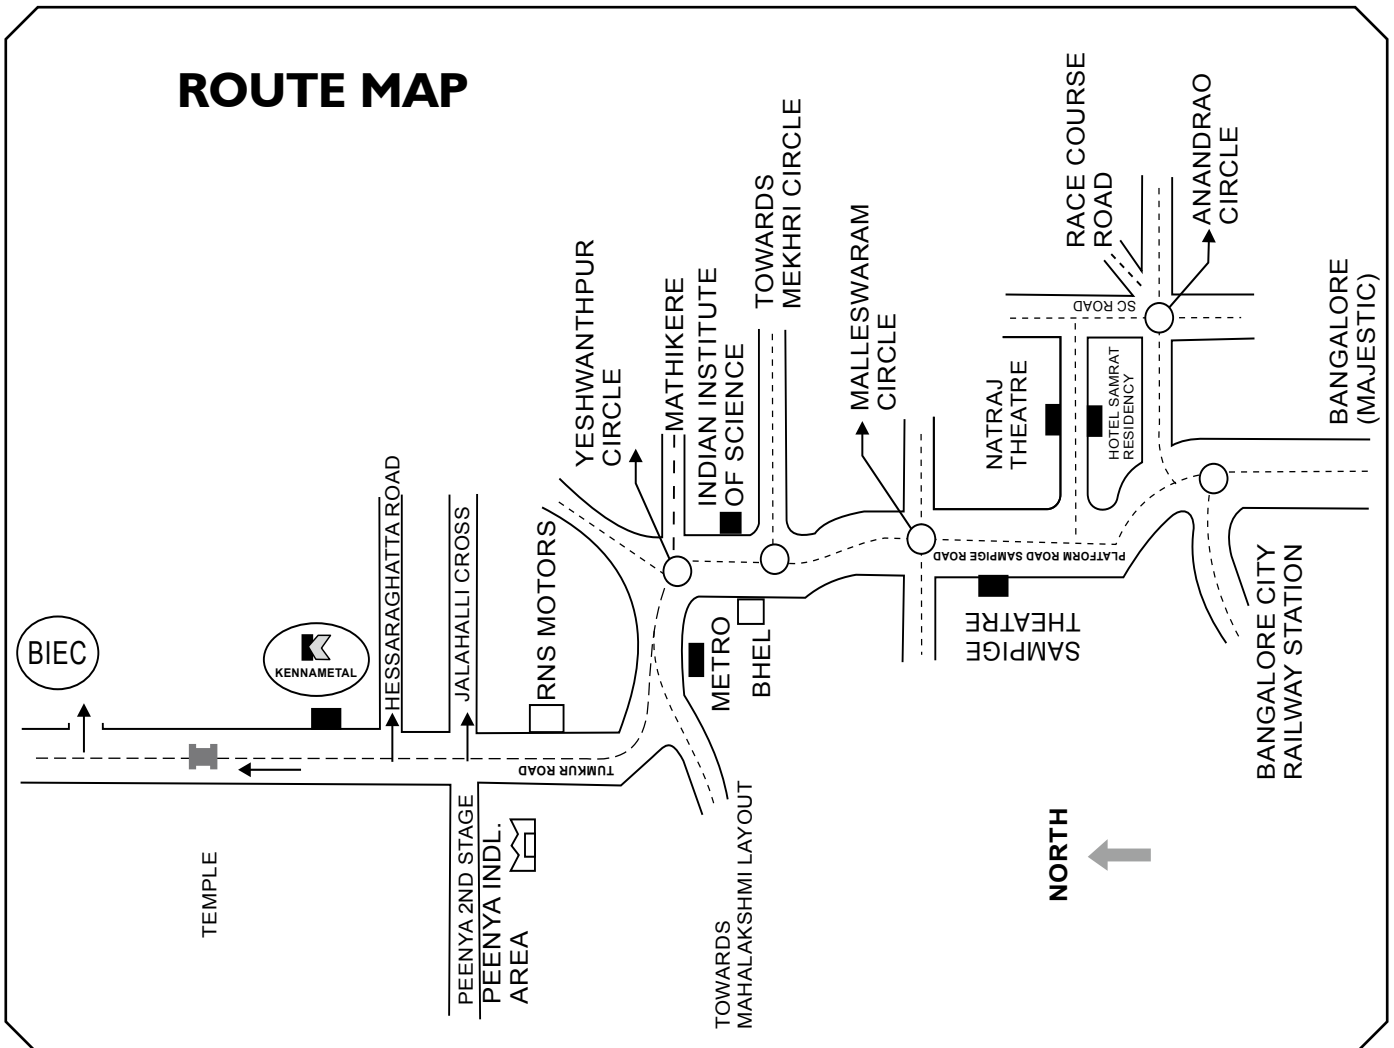 ROUTE MAP
BIEC
KENNAMETAL
HESSARAGHATTA ROAD
JALAHALLI CROSS
RNS MOTORS
YESHWANTHPUR
CIRCLE
MATHIKERE
INDIAN INSTITUTE
OF SCIENCE
TOWARDS
MEKHRI CIRCLE
MALLESWARAM
CIRCLE
NATRAJ
THEATRE
HOTEL SAMRAT
RESIDENCY
RACE COURSE
ROAD
SC ROAD
ANANDRAO
CIRCLE
BANGALORE
(MAJESTIC)
PLATFORM ROAD SAMPIGE ROAD
SAMPIGE
THEATRE
METRO
BHEL
TUMKUR ROAD
BANGALORE CITY
RAILWAY STATION
TEMPLE
PEENYA 2ND STAGE
PEENYA INDL.
AREA
TOWARDS
MAHALAKSHMI LAYOUT
NORTH